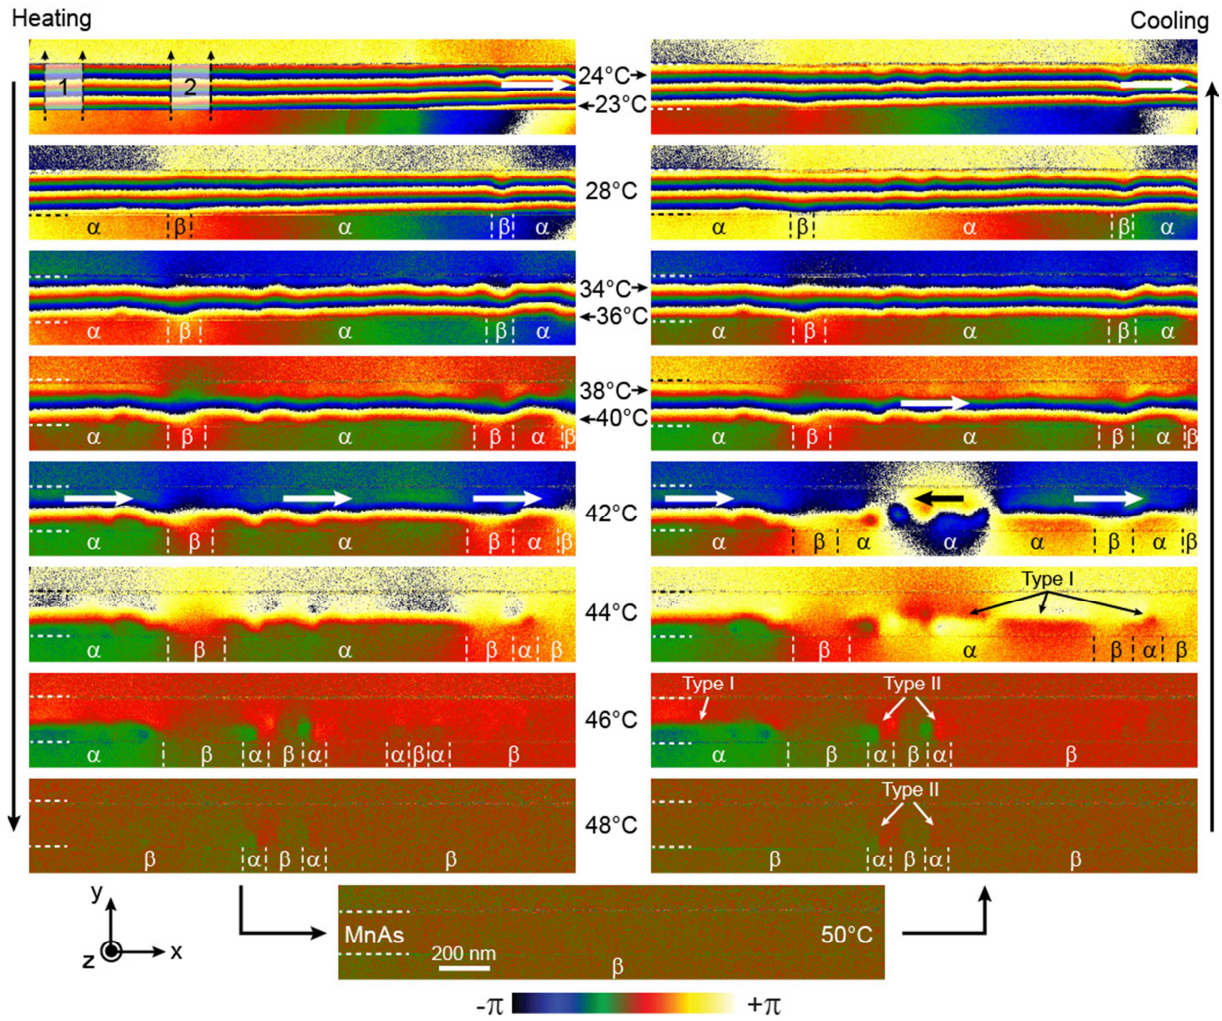 Heating
Cooling
1 2
24°C
23°C
28°C
α β α β α
α β α β α
34°C
36°C
α β α β α
α β α β α
38°C
40°C
α β α β α β
α β α β α β
42°C
α β α β α β
α β α α α β α β
Type I
44°C
α β α β α β
α β α β α β
Type I Type II
46°C
α β α β α α β α β
α β α β α β
Type II
48°C
β α β α β
β α β α β
y
z x
MnAs 50°C
200 nm
β
-π +π